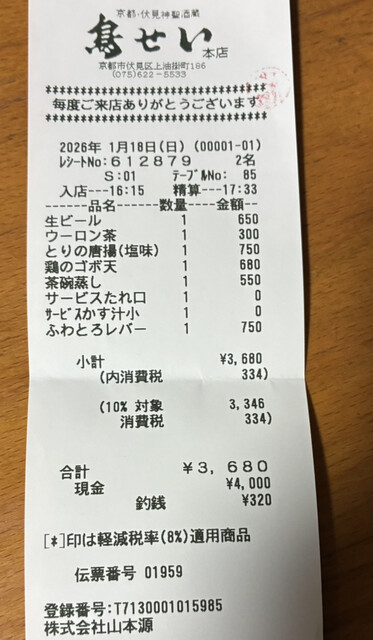 京都・伏見神聖酒蔵
鳥せい本店
京都市伏見区上油掛町186
(075)622-5533
毎度ご来店ありがとうございます
2026年 1月18日(日) (00001-01)
レシートNo:612879 2名
S:01 テーブルNo: 85
入店---16:15 精算---17:33
------品名------数量-----金額--
生ビール 1 650
ウーロン茶 1 300
とりの唐揚(塩味) 1 750
鶏のゴボ天 1 680
茶碗蒸し 1 550
サービスたれ口 1 0
サービスかす汁小 1 0
ふわとろレバー 1 750
小計 ¥3,680
(内消費税 334)
(10% 対象 3,346
消費税 334)
合計 ¥3,680
現金 ¥4,000
釣銭 ¥320
[*]印は軽減税率(8%)適用商品
伝票番号 01959
登録番号:T7130001015985
株式会社山本源